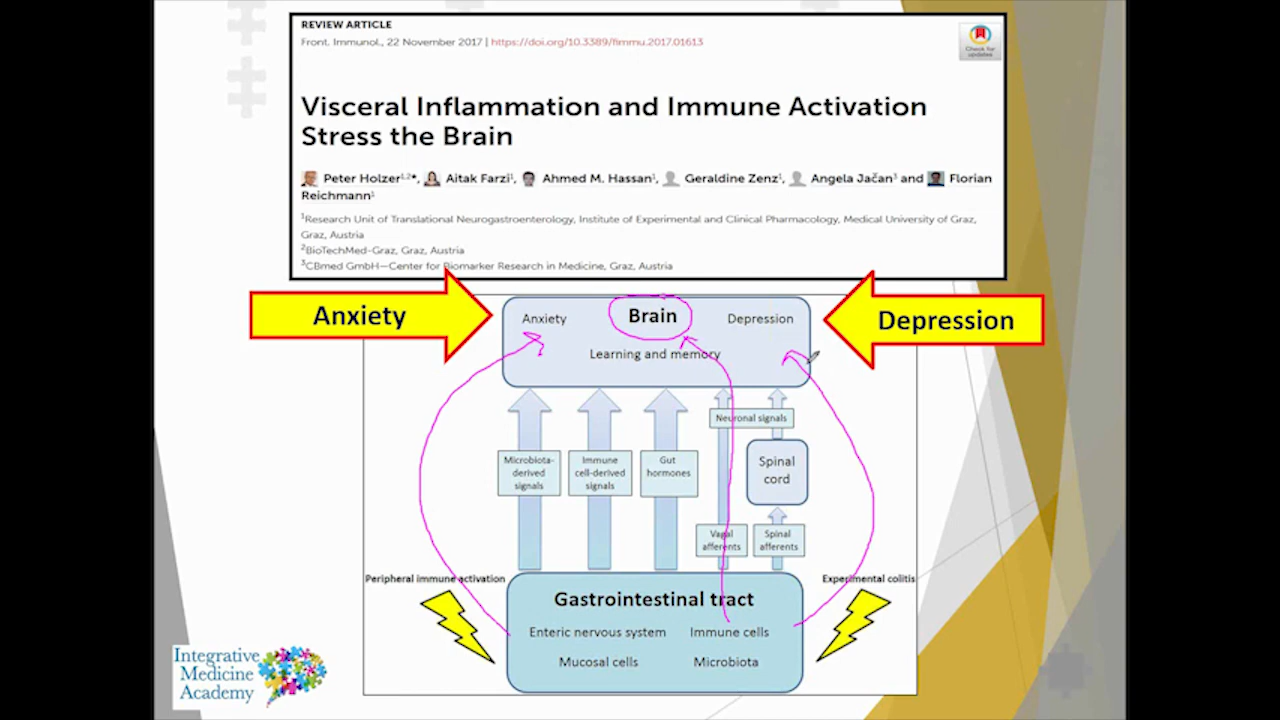 REVIEW ARTICLE
Front. Immunol., 22 November 2017 | https://doi.org/10.3389/fimmu.2017.01613
Check for
updates
Visceral Inflammation and Immune Activation
Stress the Brain
Peter Holzer1,2*, Aitak Farzi1, Ahmed M. Hassan1, Geraldine Zenz1, Angela Jačan3 and Florian
Reichmann1
1Research Unit of Translational Neurogastroenterology, Institute of Experimental and Clinical Pharmacology, Medical University of Graz,
Graz, Austria
2BioTechMed-Graz, Graz, Austria
3CBmed GmbH—Center for Biomarker Research in Medicine, Graz, Austria
Anxiety
Depression
Anxiety
Brain
Depression
Learning and memory
Neuronal signals
Microbiota-
derived
signals
Immune
cell-derived
signals
Gut
hormones
Spinal
cord
Vagal
afferents
Spinal
afferents
Peripheral immune activation
Experimental colitis
Gastrointestinal tract
Enteric nervous system
Immune cells
Mucosal cells
Microbiota
Integrative
Medicine
Academy